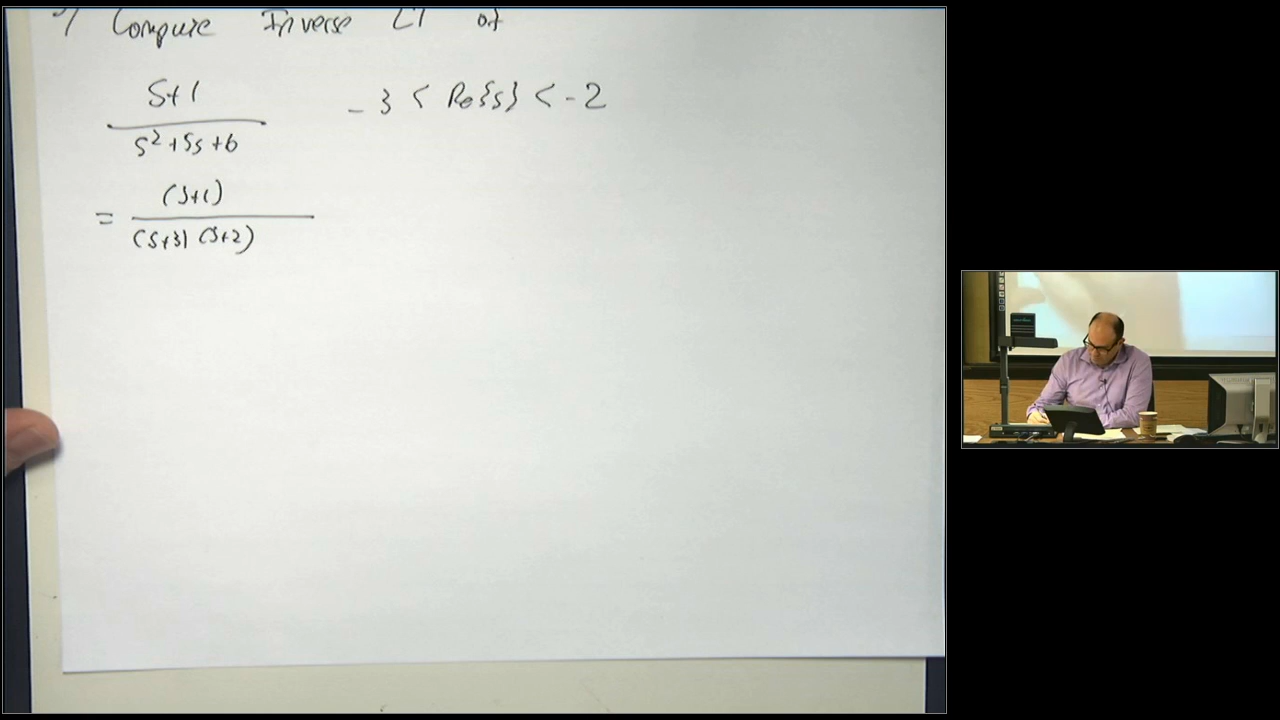 Compute Inverse LT of
S+1
S²+5S+6
-3 < Re{S} < -2
= (S+1)
(S+3) (S+2)